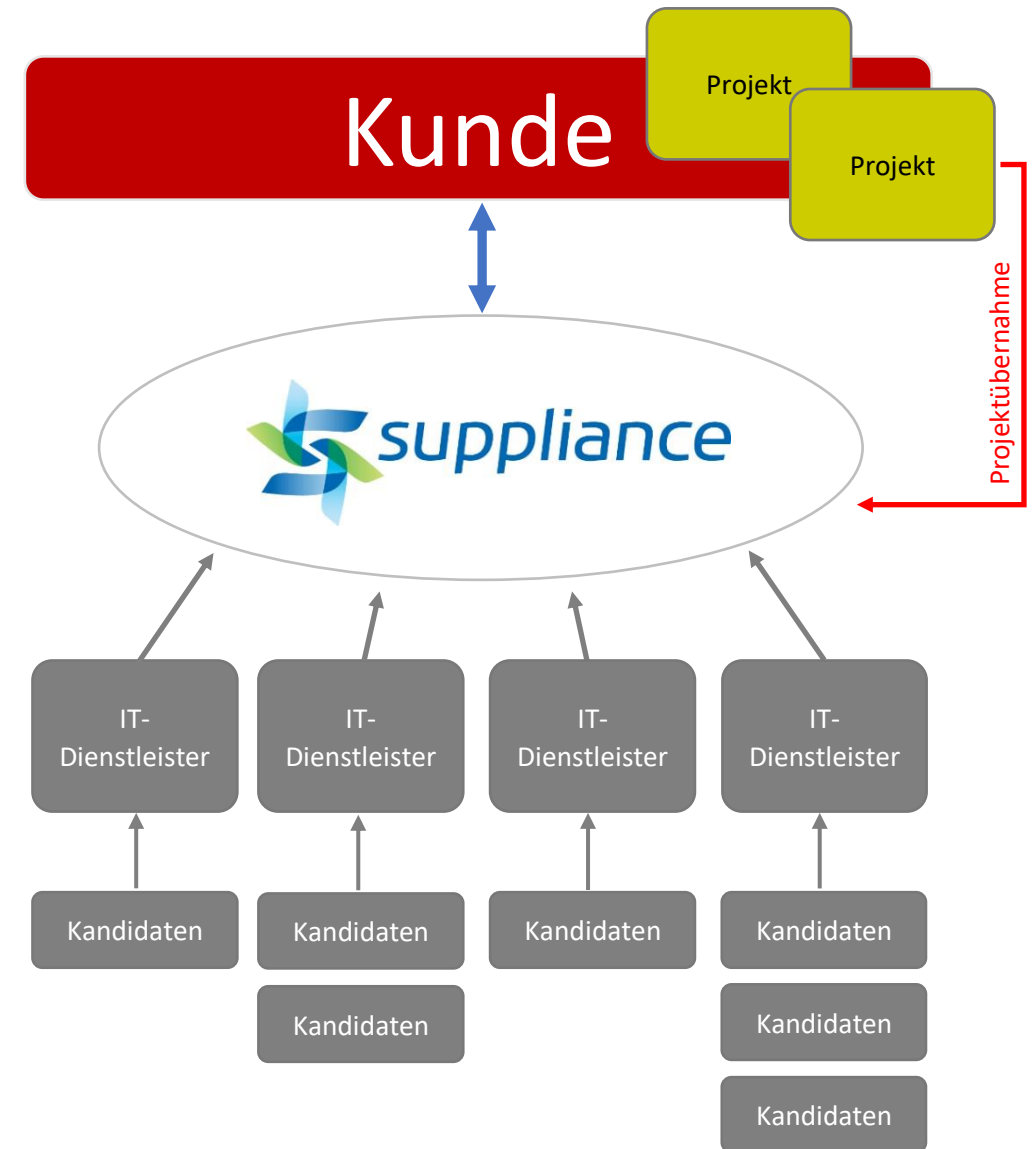 Projekt
Kunde
Projekt
Projektübernahme
suppliance
IT-
Dienstleister
IT-
Dienstleister
IT-
Dienstleister
IT-
Dienstleister
Kandidaten
Kandidaten
Kandidaten
Kandidaten
Kandidaten
Kandidaten
Kandidaten